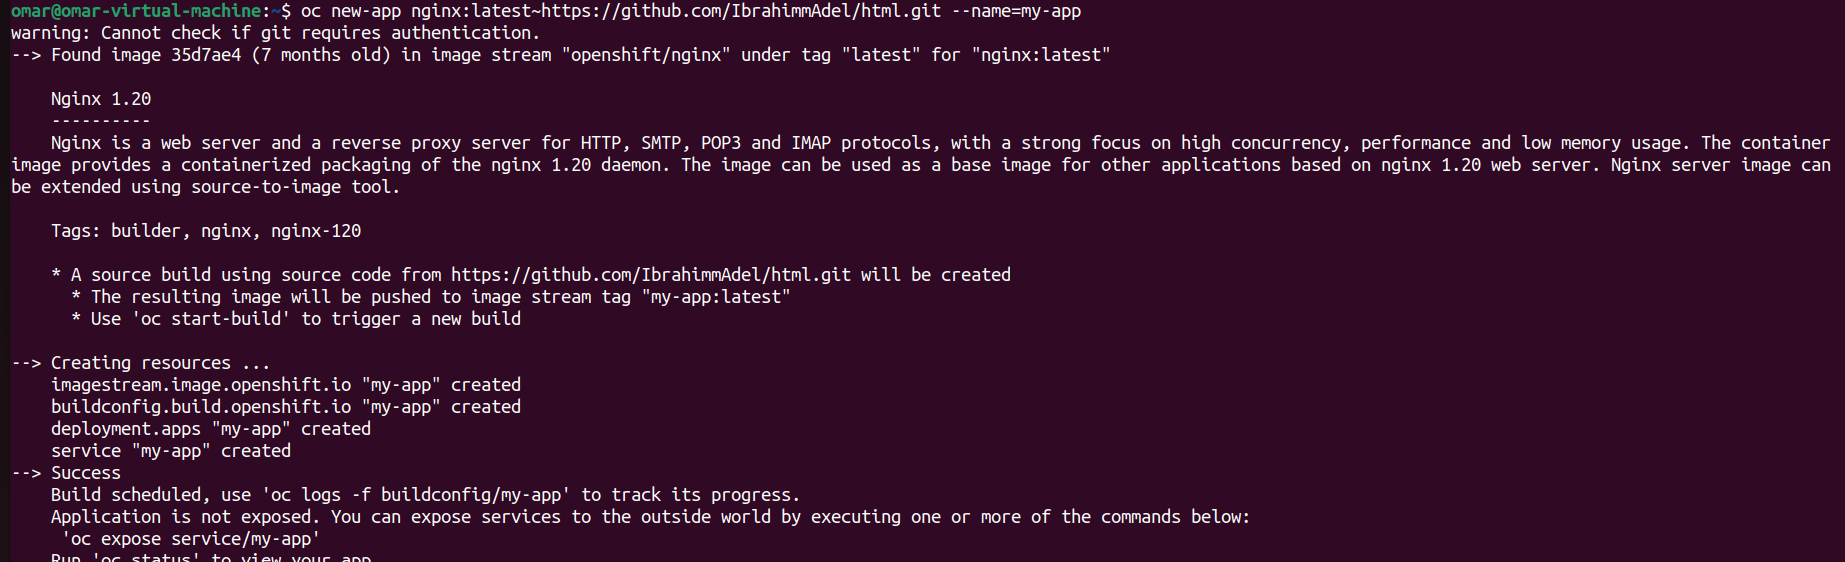 omar@omar-virtual-machine:~$ oc new-app nginx:latest~https://github.com/IbrahimmAdel/html.git --name=my-app
warning: Cannot check if git requires authentication.
--> Found image 35d7ae4 (7 months old) in image stream "openshift/nginx" under tag "latest" for "nginx:latest"
Nginx 1.20
----------
Nginx is a web server and a reverse proxy server for HTTP, SMTP, POP3 and IMAP protocols, with a strong focus on high concurrency, performance and low memory usage. The container
image provides a containerized packaging of the nginx 1.20 daemon. The image can be used as a base image for other applications based on nginx 1.20 web server. Nginx server image can
be extended using source-to-image tool.
Tags: builder, nginx, nginx-120
* A source build using source code from https://github.com/IbrahimmAdel/html.git will be created
* The resulting image will be pushed to image stream tag "my-app:latest"
* Use 'oc start-build' to trigger a new build
--> Creating resources ...
imagestream.image.openshift.io "my-app" created
buildconfig.build.openshift.io "my-app" created
deployment.apps "my-app" created
service "my-app" created
--> Success
Build scheduled, use 'oc logs -f buildconfig/my-app' to track its progress.
Application is not exposed. You can expose services to the outside world by executing one or more of the commands below:
'oc expose service/my-app'
Run 'oc status' to view your app.